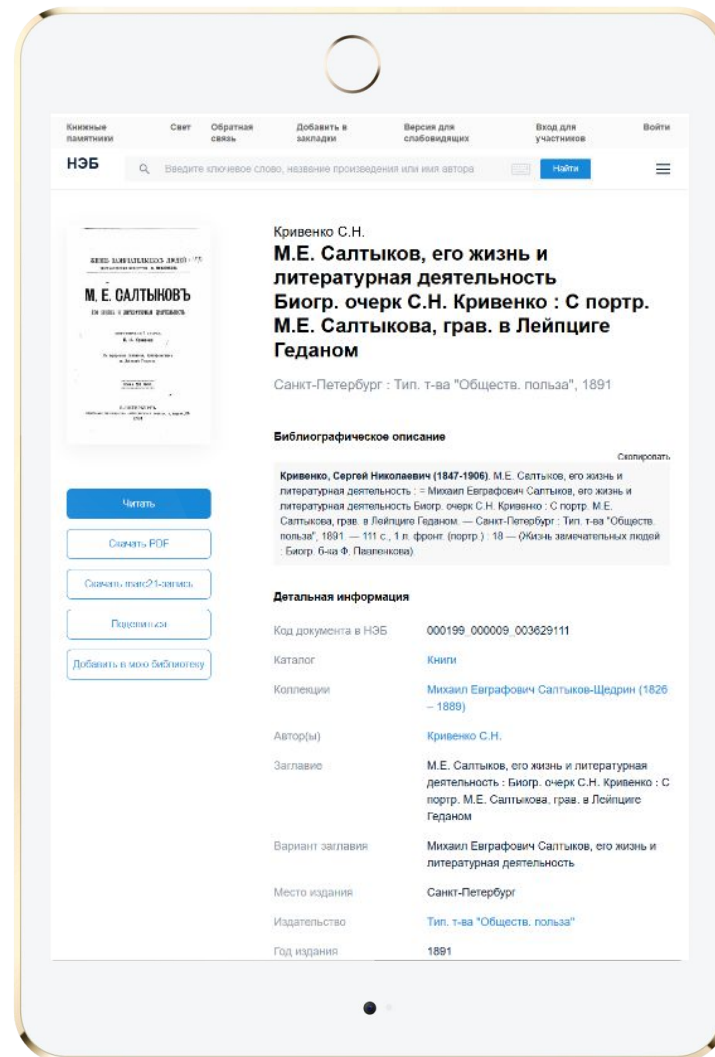 Книжные памятники
Свет
Обратная связь
Добавить в закладки
Версия для слабовидящих
Вход для участников
Войти
НЭБ
Введите ключевое слово, название произведения или имя автора
Найти
М. Е. САЛТЫКОВЪ
Читать
Скачать PDF
Скачать marc21-запись
Поделиться
Добавить в мою библиотеку
Кривенко С.Н.
М.Е. Салтыков, его жизнь и
литературная деятельность
Биогр. очерк С.Н. Кривенко : С портр.
М.Е. Салтыкова, грав. в Лейпциге
Геданом
Санкт-Петербург : Тип. т-ва "Обществ. польза", 1891
Библиографическое описание
Скопировать
Кривенко, Сергей Николаевич (1847-1906). М.Е. Салтыков, его жизнь и
литературная деятельность : = Михаил Евграфович Салтыков, его жизнь и
литературная деятельность Биогр. очерк С.Н. Кривенко : С портр. М.Е.
Салтыкова, грав. в Лейпциге Геданом. — Санкт-Петербург : Тип. т-ва "Обществ.
польза", 1891. — 111 с., 1 л. фронт. (портр.) : 18 — (Жизнь замечательных людей
: Биогр. б-ка Ф. Павленкова).
Детальная информация
Код документа в НЭБ 000199_000009_003629111
Каталог Книги
Коллекции Михаил Евграфович Салтыков-Щедрин (1826
– 1889)
Автор(ы) Кривенко С.Н.
Заглавие М.Е. Салтыков, его жизнь и литературная
деятельность : Биогр. очерк С.Н. Кривенко : С
портр. М.Е. Салтыкова, грав. в Лейпциге
Геданом
Вариант заглавия Михаил Евграфович Салтыков, его жизнь и
литературная деятельность
Место издания Санкт-Петербург
Издательство Тип. т-ва "Обществ. польза"
Год издания 1891